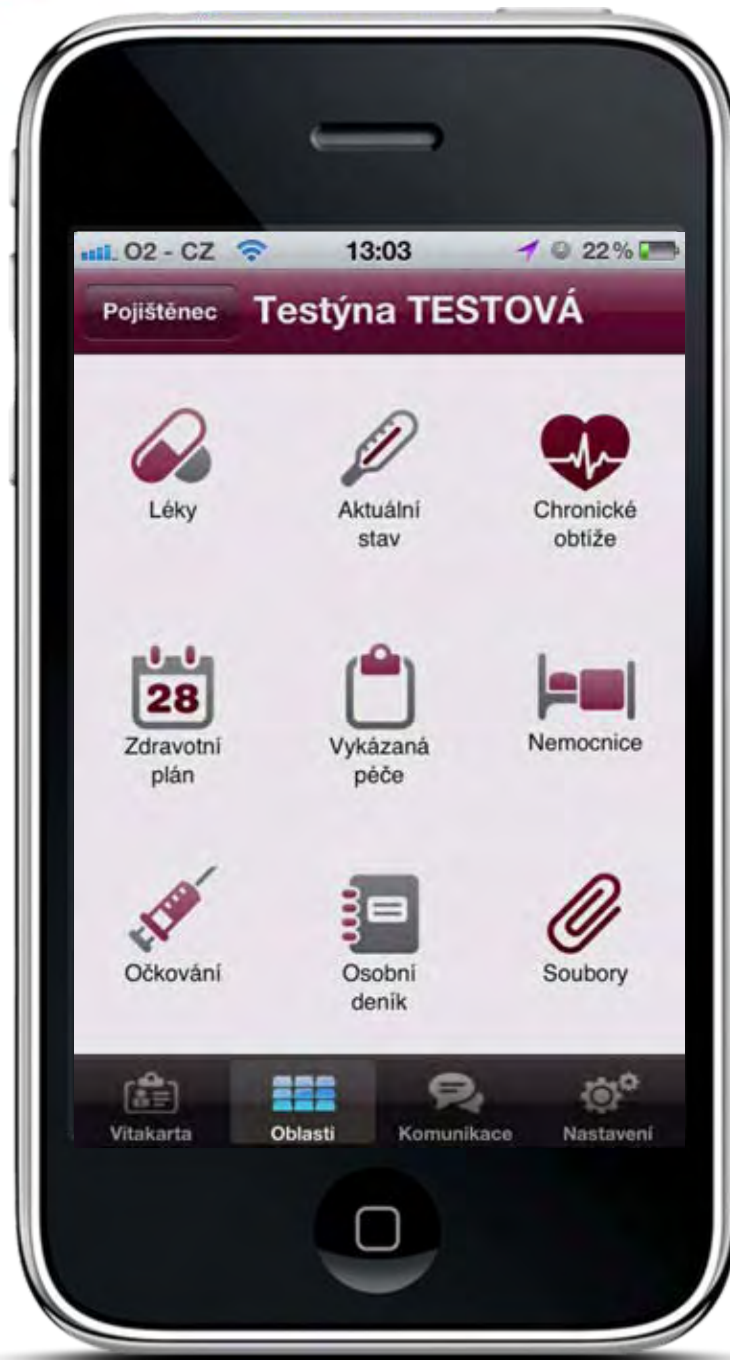 O2 - CZ 13:03 22%
Pojištěnec Testýna TESTOVÁ
Léky
Aktuální
stav
Chronické
obtíže
28
Zdravotní
plán
Vykázaná
péče
Nemocnice
Očkování
Osobní
deník
Soubory
Vitakarta Oblasti Komunikace Nastavení